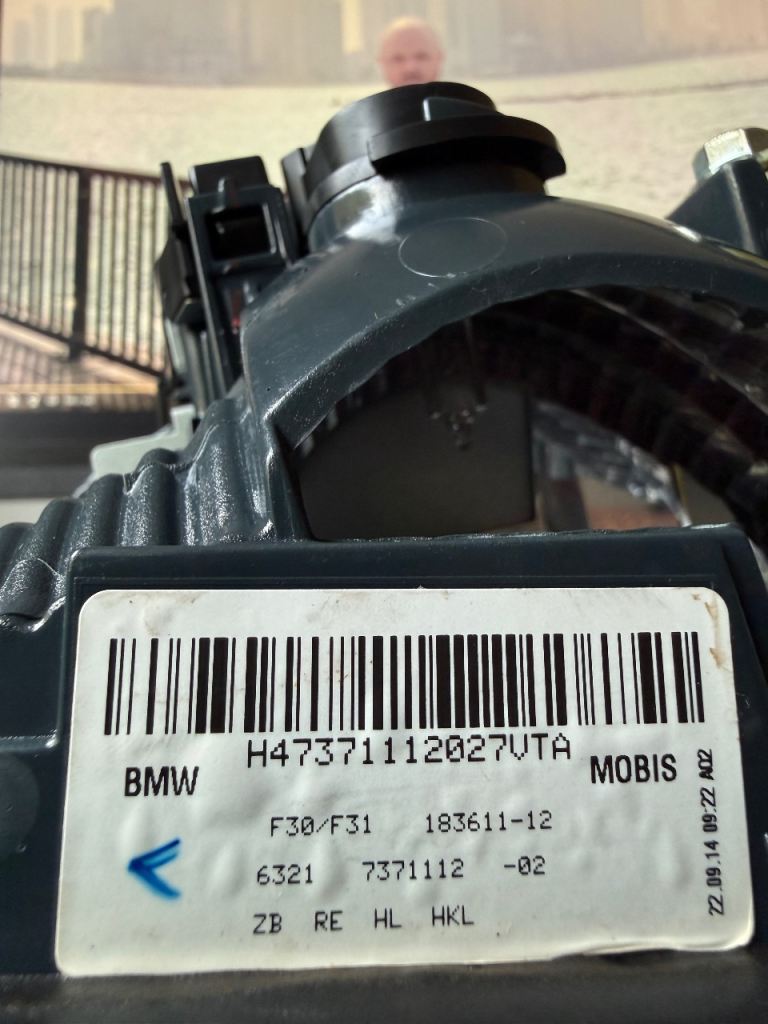 H47371112027VTA
BMW
MOBIS
F30/F31 183611-12
6321 7371112 -02
ZB RE HL HKL
22.09.14 09:22 A02